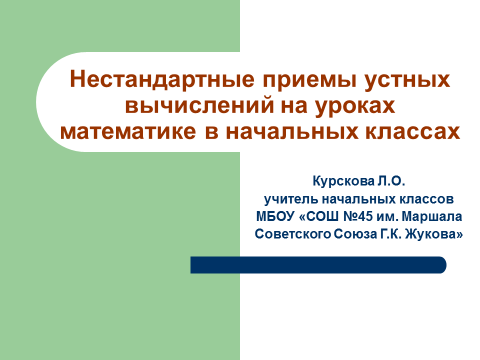 Нестандартные приемы устных
вычислений на уроках
математике в начальных классах
Курскова Л.О.
учитель начальных классов
МБОУ «СОШ №45 им. Маршала
Советского Союза Г.К. Жукова»